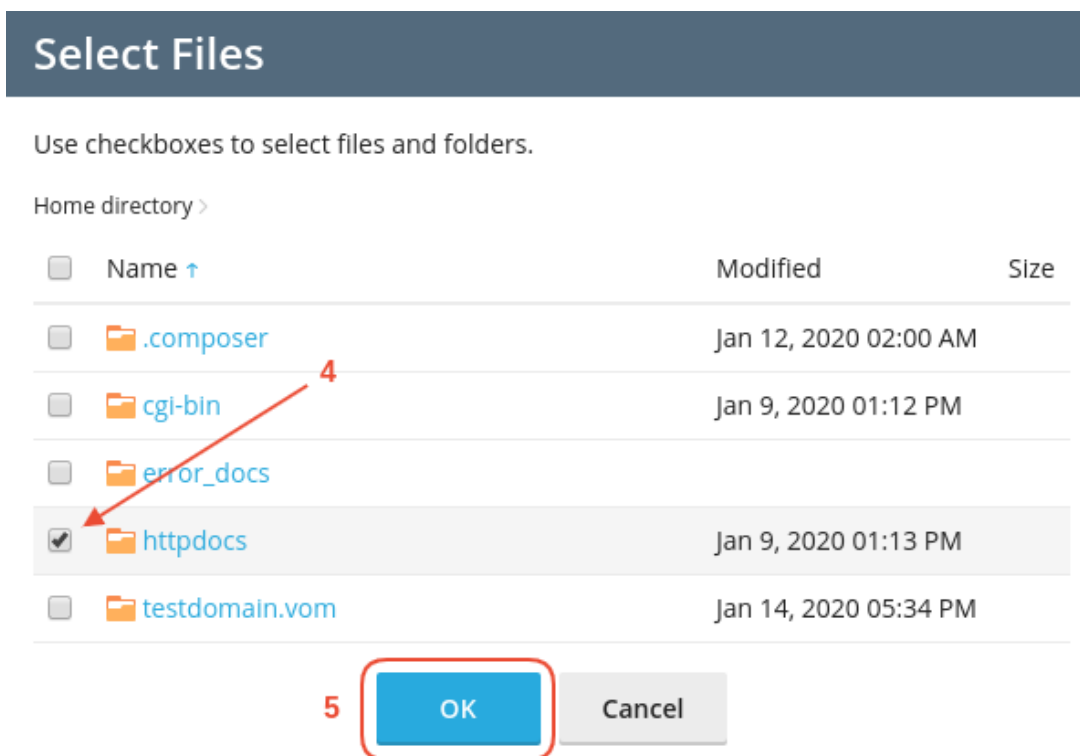 Select Files
Use checkboxes to select files and folders.
Home directory >
Name ↑ Modified Size
.composer Jan 12, 2020 02:00 AM
4
cgi-bin Jan 9, 2020 01:12 PM
error_docs
httpdocs Jan 9, 2020 01:13 PM
testdomain.vom Jan 14, 2020 05:34 PM
5 OK Cancel